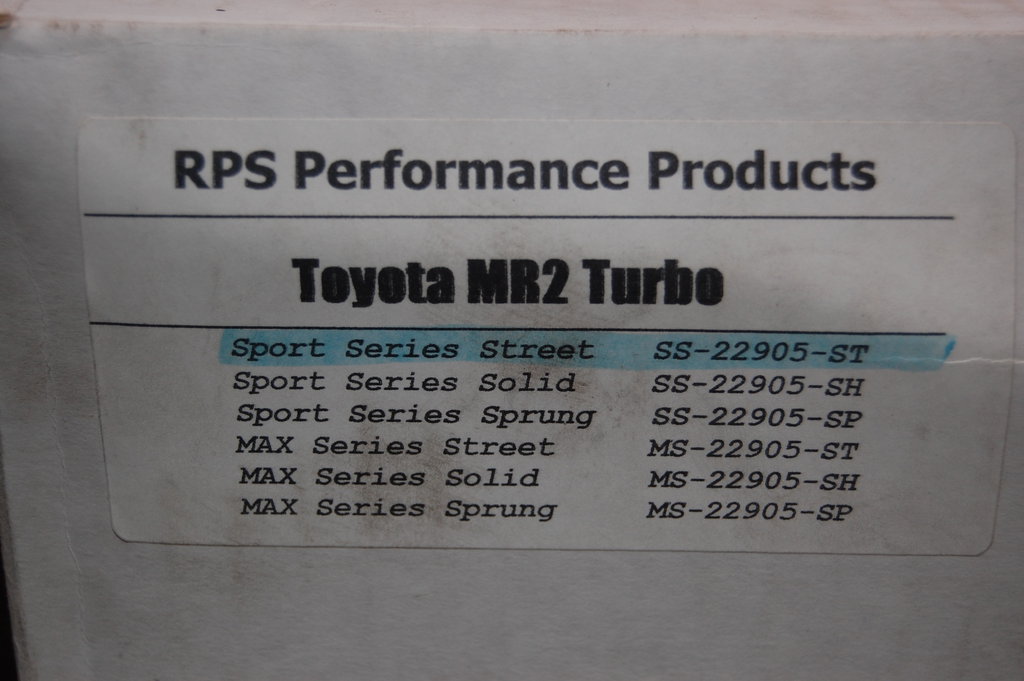 RPS Performance Products
Toyota MR2 Turbo
Sport Series Street SS-22905-ST
Sport Series Solid SS-22905-SH
Sport Series Sprung SS-22905-SP
MAX Series Street MS-22905-ST
MAX Series Solid MS-22905-SH
MAX Series Sprung MS-22905-SP